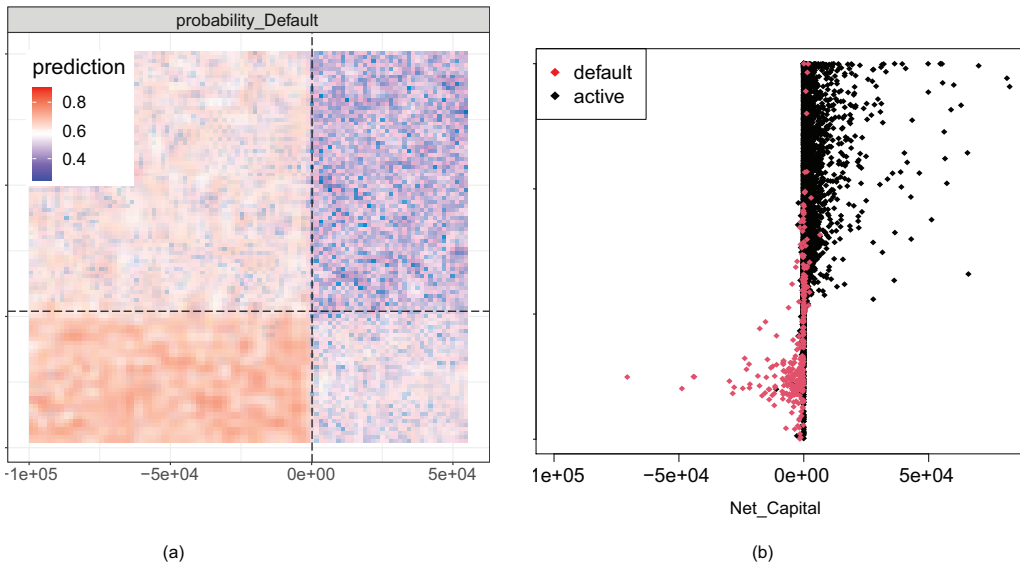 probability_Default
prediction
0.8
0.6
0.4
-1e+05
−5e+04
0e+00
5e+04
(a)
default
active
1e+05
−5e+04
0e+00
5e+04
Net_Capital
(b)